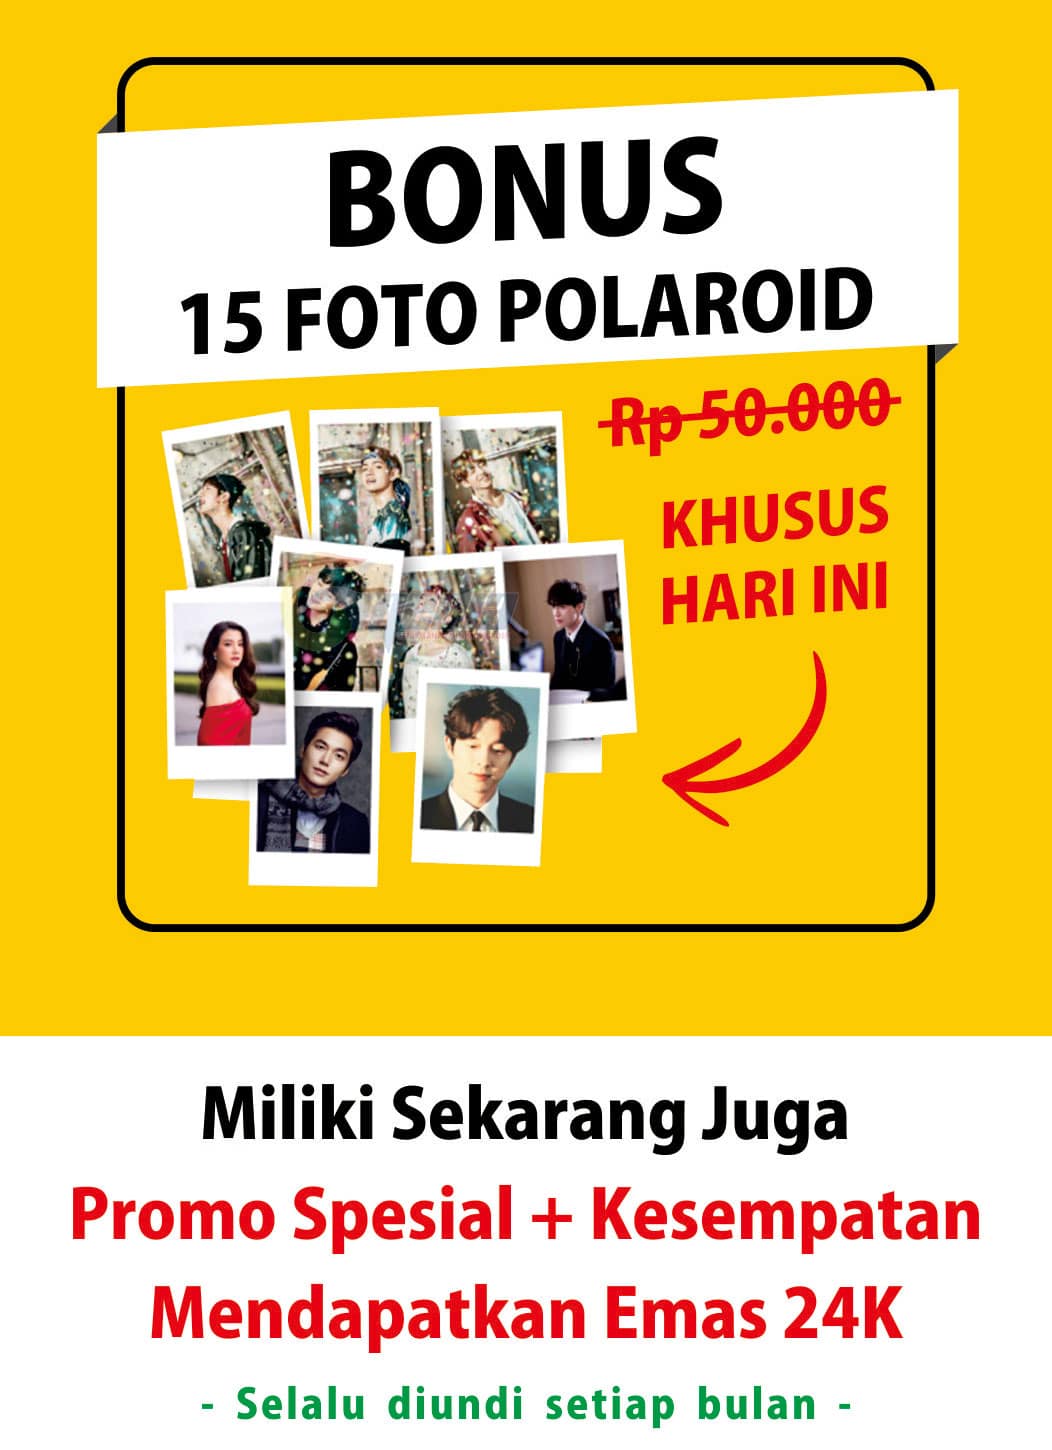 BONUS
15 FOTO POLAROID
Rp 50.000
KHUSUS
HARI INI
Miliki Sekarang Juga
Promo Spesial + Kesempatan
Mendapatkan Emas 24K
- Selalu diundi setiap bulan -